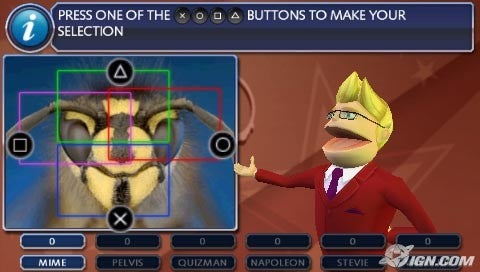 PRESS ONE OF THE ⊗ ⊙ □ △ BUTTONS TO MAKE YOUR
SELECTION
0 0 0 0 0 0
MIME PELVIS QUIZMAN NAPOLEON STEVIE
IGN.COM